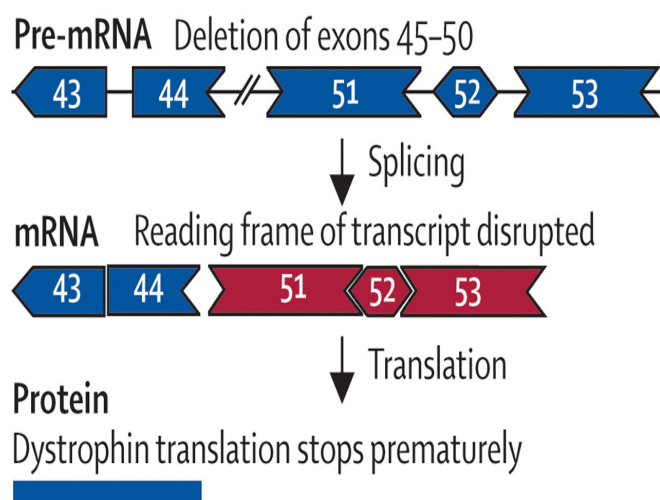 Pre-mRNA Deletion of exons 45–50
43 44 51 52 53
Splicing
mRNA Reading frame of transcript disrupted
43 44 51 52 53
Translation
Protein
Dystrophin translation stops prematurely